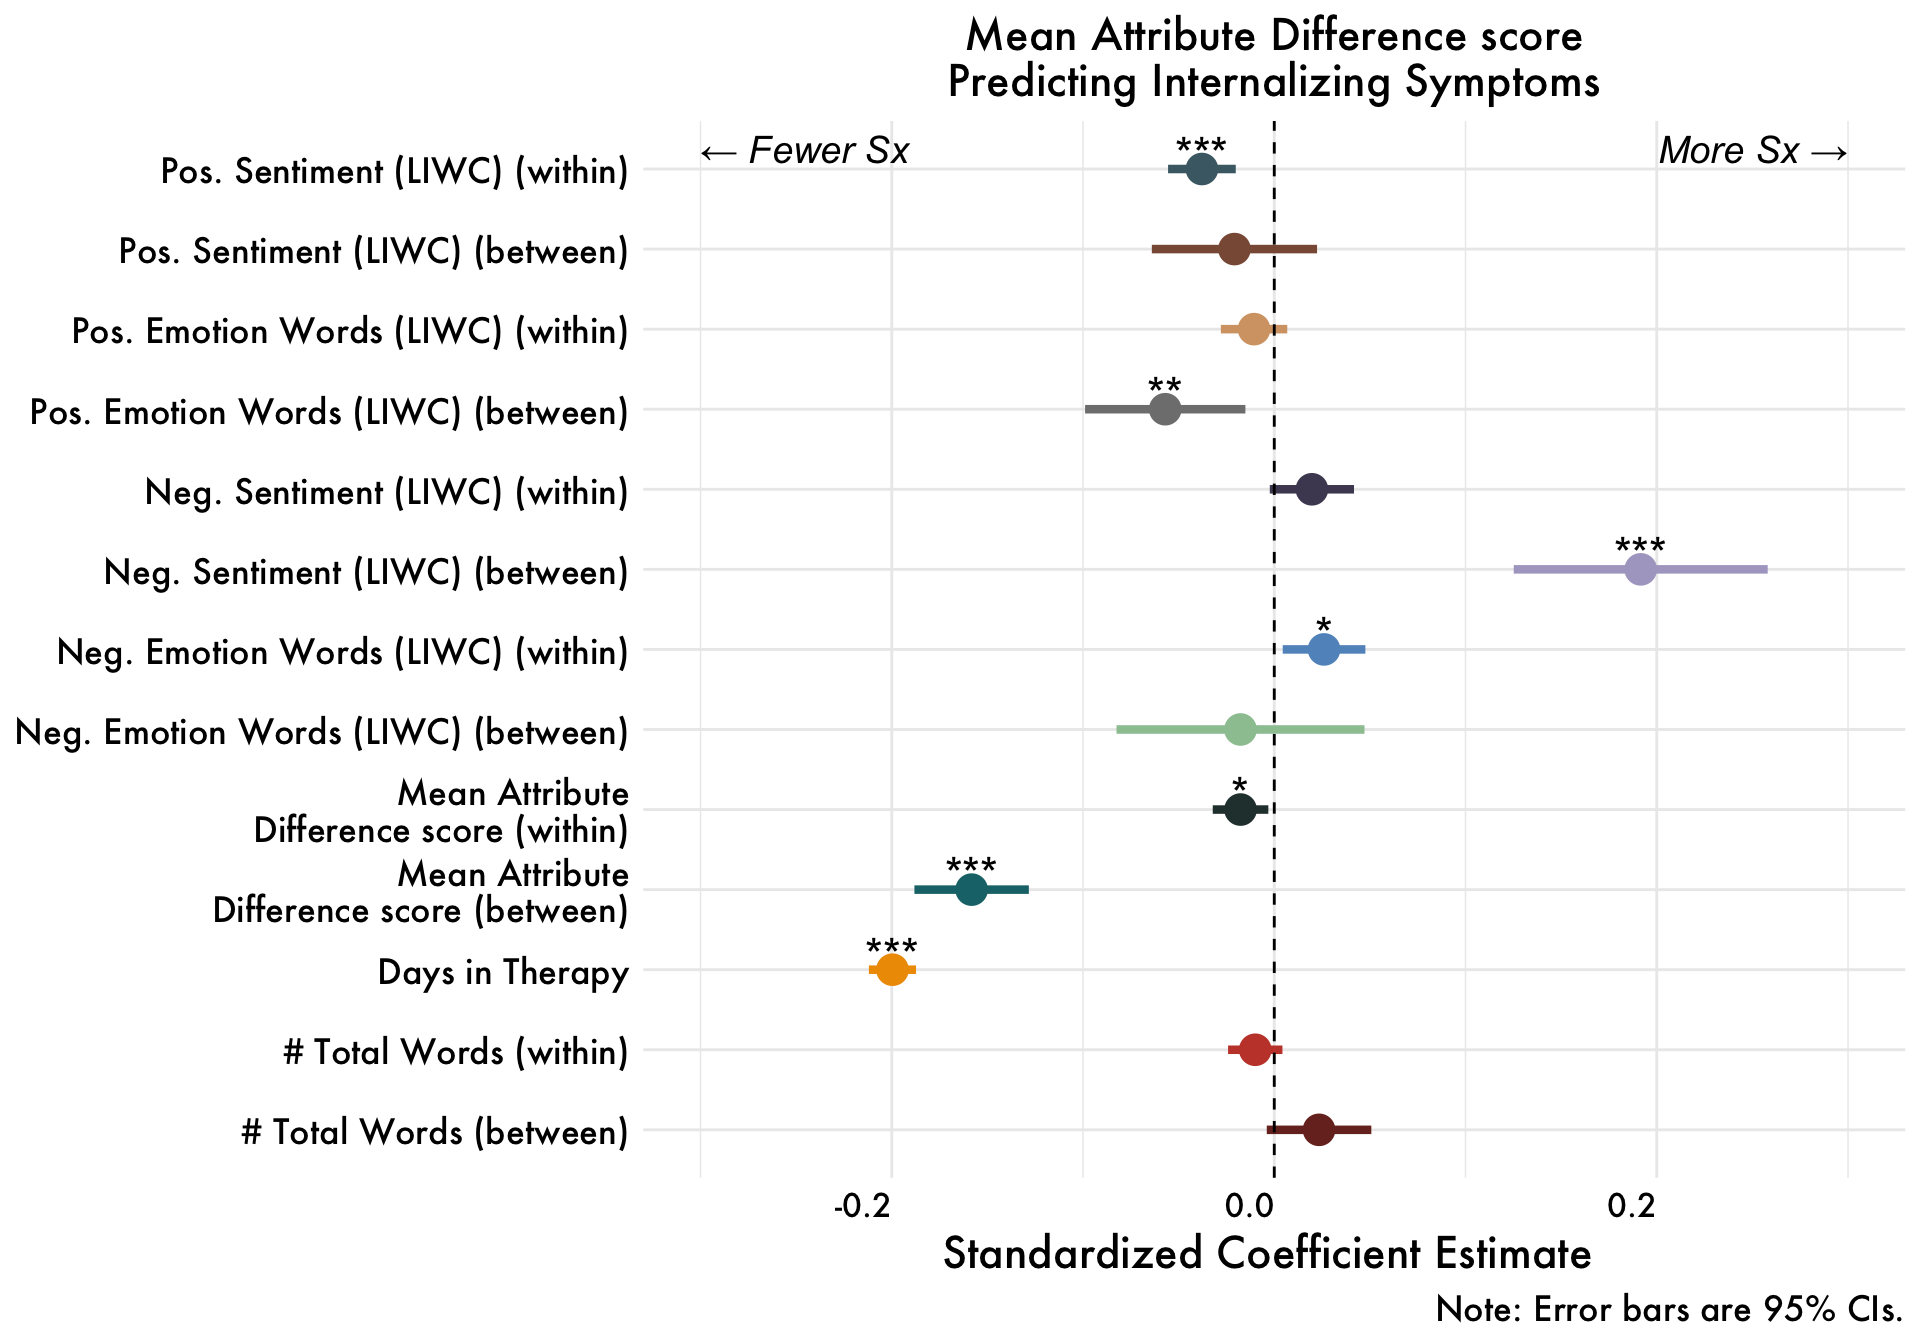 Mean Attribute Difference score
Predicting Internalizing Symptoms
← Fewer Sx
More Sx →
***
Pos. Sentiment (LIWC) (within)
Pos. Sentiment (LIWC) (between)
Pos. Emotion Words (LIWC) (within)
**
Pos. Emotion Words (LIWC) (between)
Neg. Sentiment (LIWC) (within)
***
Neg. Sentiment (LIWC) (between)
*
Neg. Emotion Words (LIWC) (within)
Neg. Emotion Words (LIWC) (between)
*
Mean Attribute
Difference score (within)
***
Mean Attribute
Difference score (between)
***
Days in Therapy
# Total Words (within)
# Total Words (between)
-0.2
0.0
0.2
Standardized Coefficient Estimate
Note: Error bars are 95% CIs.